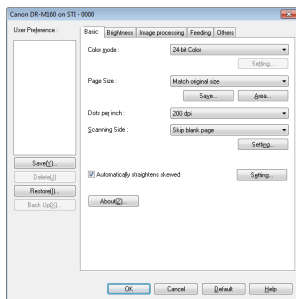 Canon DR-M160 on STI - 0000
User Preference :
Basic Brightness Image processing Feeding Others
Color mode : 24-bit Color
Setting...
Page Size : Match original size
Save... Area...
Dots per inch : 200 dpi
Scanning Side : Skip blank page
Setting...
Save(V)...
Delete(J)
Restore(I)...
Back Up(X)...
Automatically straightens skewed
Setting...
About(Z)...
OK Cancel Default Help